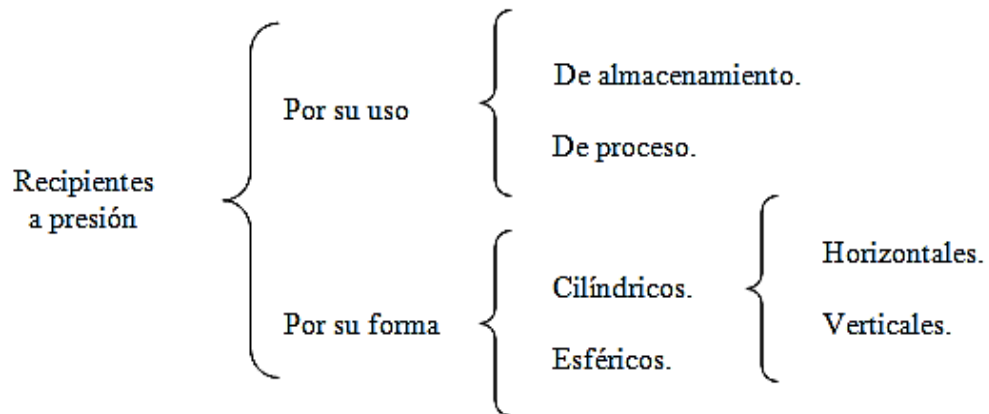 Recipientes
a presión
Por su uso
De almacenamiento.
De proceso.
Por su forma
Cilíndricos.
Esféricos.
Horizontales.
Verticales.